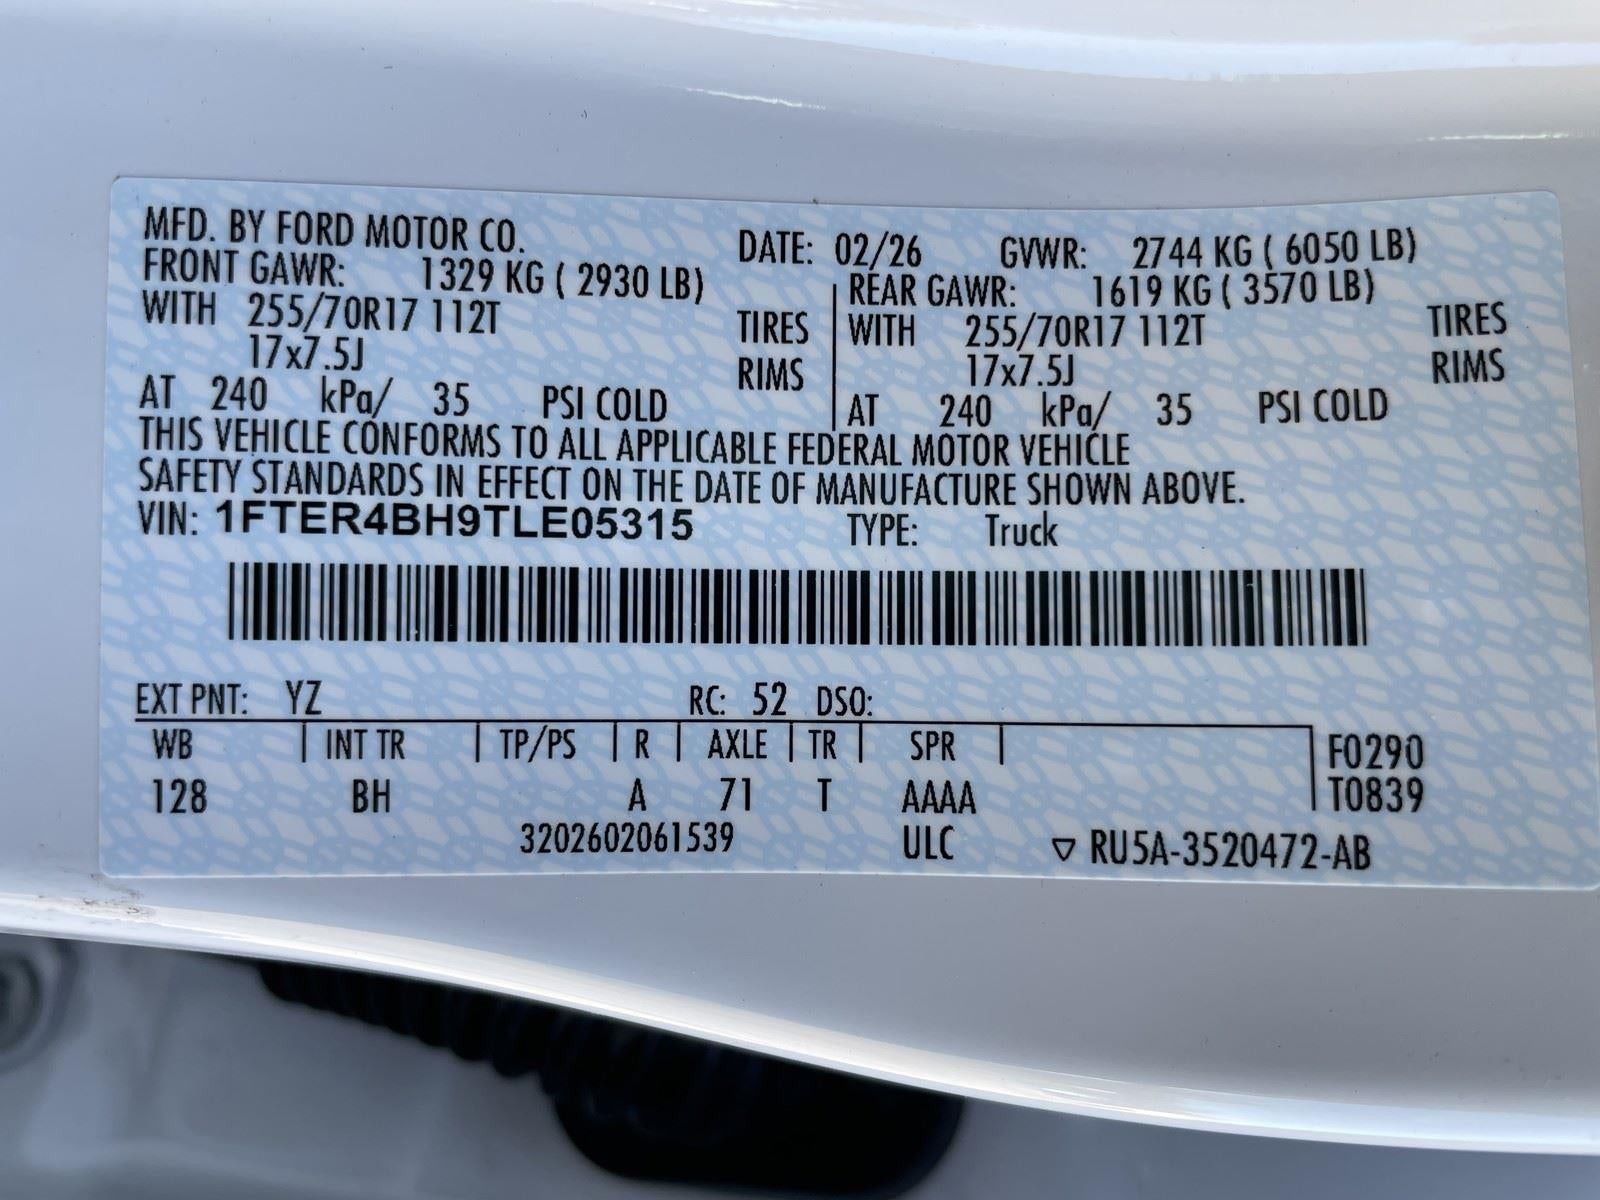 MFD. BY FORD MOTOR CO. DATE: 02/26 GVWR: 2744 KG ( 6050 LB)
FRONT GAWR: 1329 KG ( 2930 LB) REAR GAWR: 1619 KG ( 3570 LB)
WITH 255/70R17 112T TIRES WITH 255/70R17 112T TIRES
17x7.5J RIMS 17x7.5J RIMS
AT 240 kPa/ 35 PSI COLD AT 240 kPa/ 35 PSI COLD
THIS VEHICLE CONFORMS TO ALL APPLICABLE FEDERAL MOTOR VEHICLE
SAFETY STANDARDS IN EFFECT ON THE DATE OF MANUFACTURE SHOWN ABOVE.
VIN: 1FTER4BH9TLE05315 TYPE: Truck
EXT PNT: YZ RC: 52 DSO:
WB INT TR TP/PS R AXLE TR SPR F0290
128 BH A 71 T AAAA T0839
3202602061539 ULC ▽ RU5A-3520472-AB